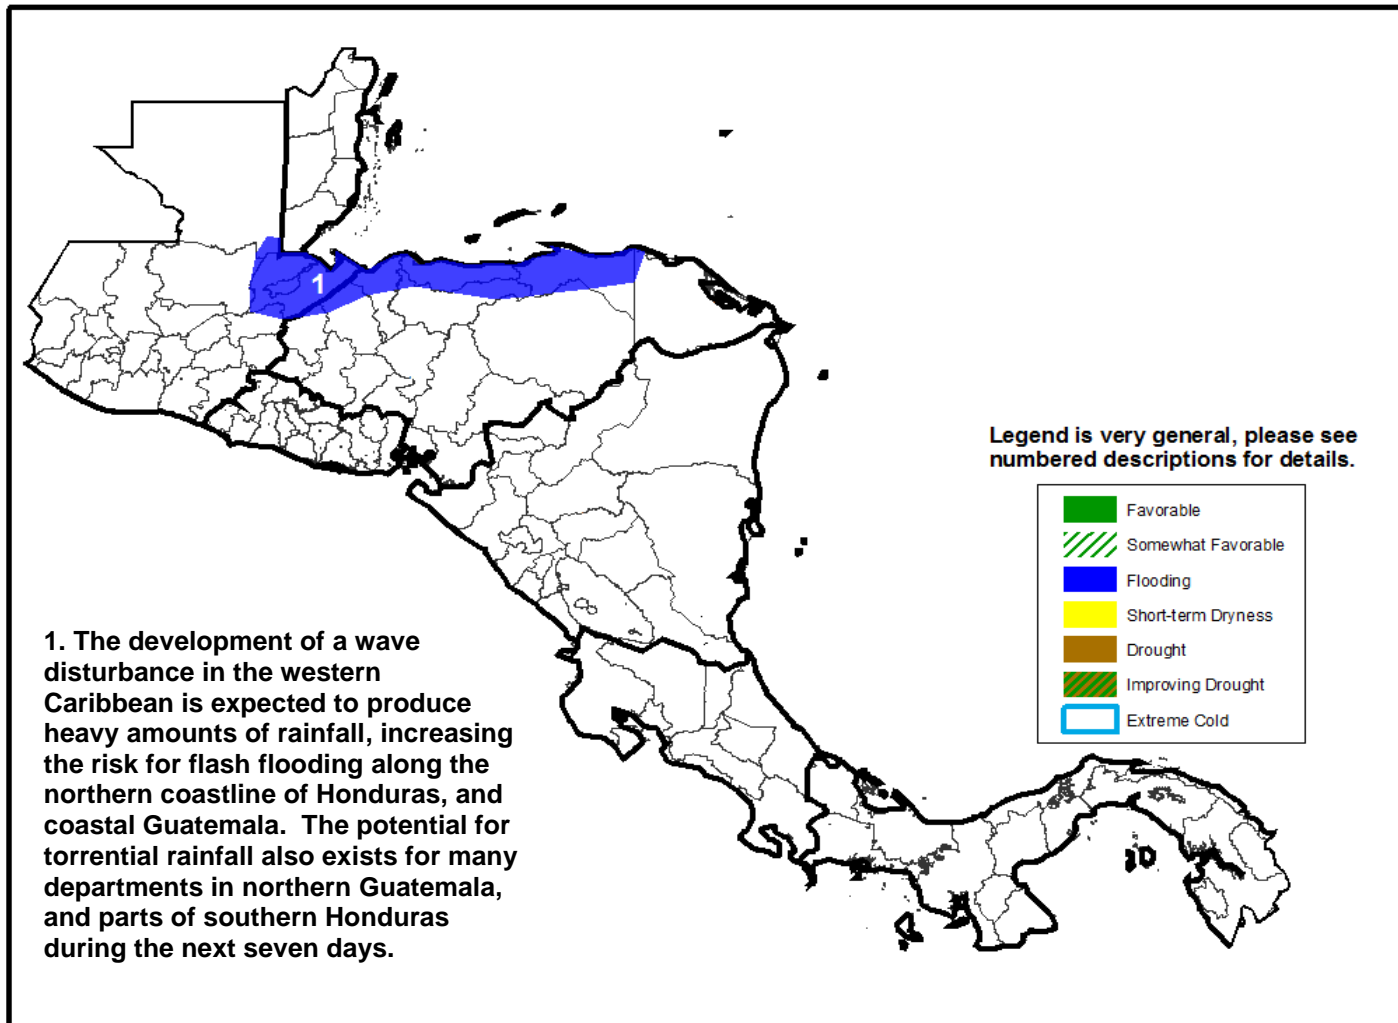 1
Legend is very general, please see
numbered descriptions for details.
Favorable
Somewhat Favorable
Flooding
Short-term Dryness
Drought
Improving Drought
Extreme Cold
1. The development of a wave
disturbance in the western
Caribbean is expected to produce
heavy amounts of rainfall, increasing
the risk for flash flooding along the
northern coastline of Honduras, and
coastal Guatemala.  The potential for
torrential rainfall also exists for many
departments in northern Guatemala,
and parts of southern Honduras
during the next seven days.